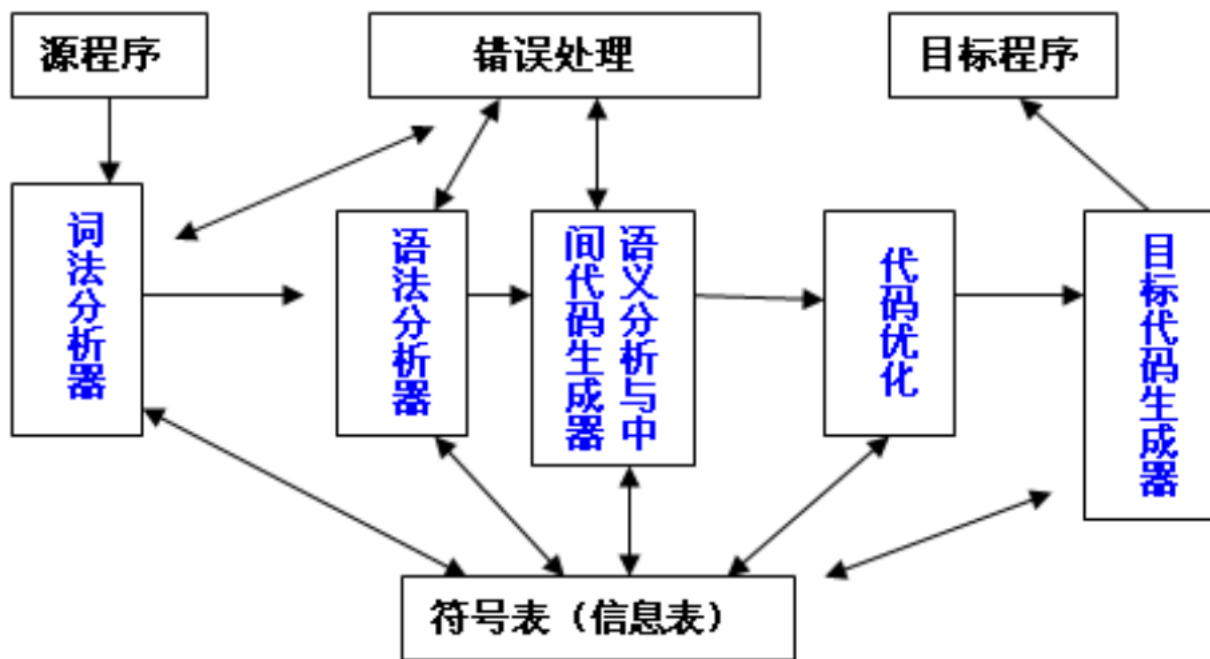 源程序
错误处理
目标程序
词法分析器
语法分析器
语义分析与中
间代码生成器
代码优化
目标代码生成器
符号表（信息表）